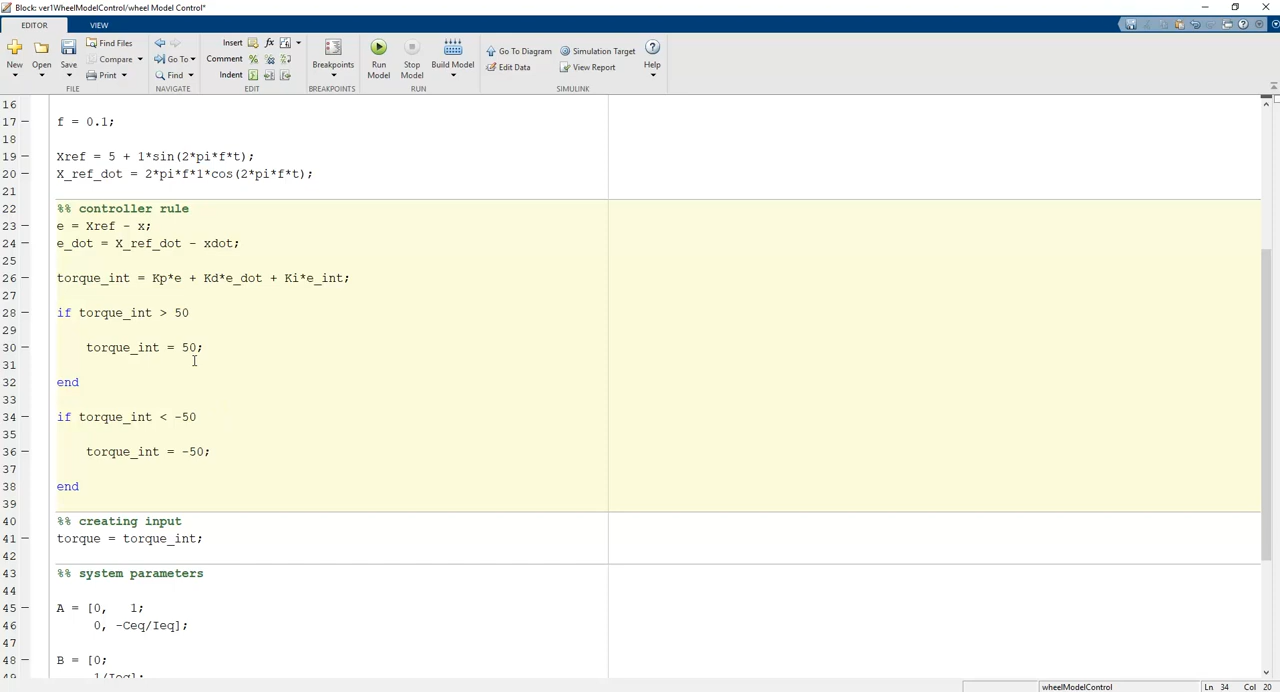 Block: ver1WheelModelControl/wheel Model Control*
EDITOR VIEW
New Open Save Find Files Compare Print
Go To Find
Insert fx
Comment %
Indent
Breakpoints
Run Model Stop Model Build Model
Go To Diagram Simulation Target
Edit Data View Report
Help
FILE NAVIGATE EDIT BREAKPOINTS RUN SIMULINK
16
17 f = 0.1;
18
19 Xref = 5 + 1*sin(2*pi*f*t);
20 X_ref_dot = 2*pi*f*1*cos(2*pi*f*t);
21
22 %% controller rule
23 e = Xref - x;
24 e_dot = X_ref_dot - xdot;
25
26 torque_int = Kp*e + Kd*e_dot + Ki*e_int;
27
28 if torque_int > 50
29
30 torque_int = 50;
31
32 end
33
34 if torque_int < -50
35
36 torque_int = -50;
37
38 end
39
40 %% creating input
41 torque = torque_int;
42
43 %% system parameters
44
45 A = [0, 1;
46 0, -Ceq/Ieq];
47
48 B = [0;
49 1/Ieq];
wheelModelControl Ln 34 Col 20